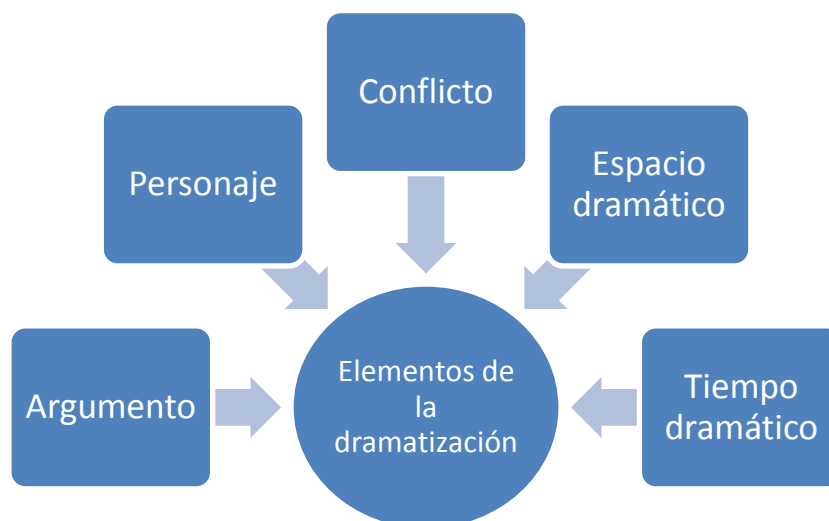 Conflicto
Personaje
Espacio
dramático
Argumento
Elementos de
la
dramatización
Tiempo
dramático